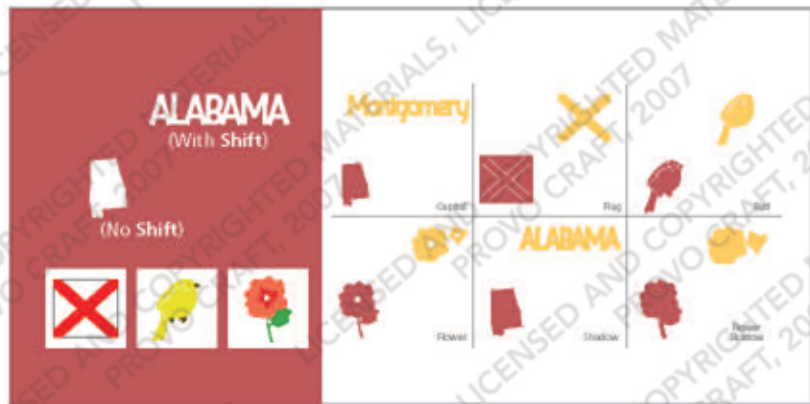 ALABAMA
(With Shift)
(No Shift)
Montgomery
Capital
Flag
Bird
Flower
ALABAMA
Shadow
Flower
Shadow
LICENSED AND COPYRIGHTED MATERIALS,
PROVO CRAFT, 2007